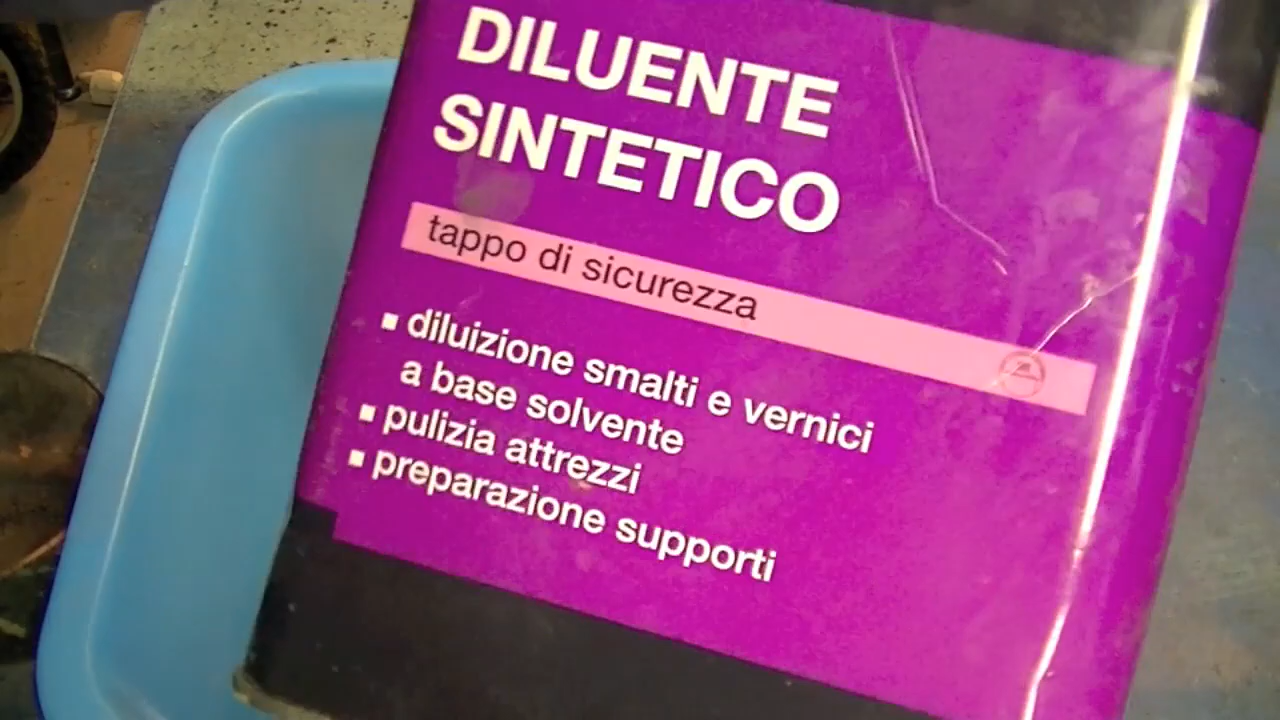 DILUENTE
SINTETICO
tappo di sicurezza
▪ diluizione smalti e vernici
a base solvente
▪ pulizia attrezzi
▪ preparazione supporti